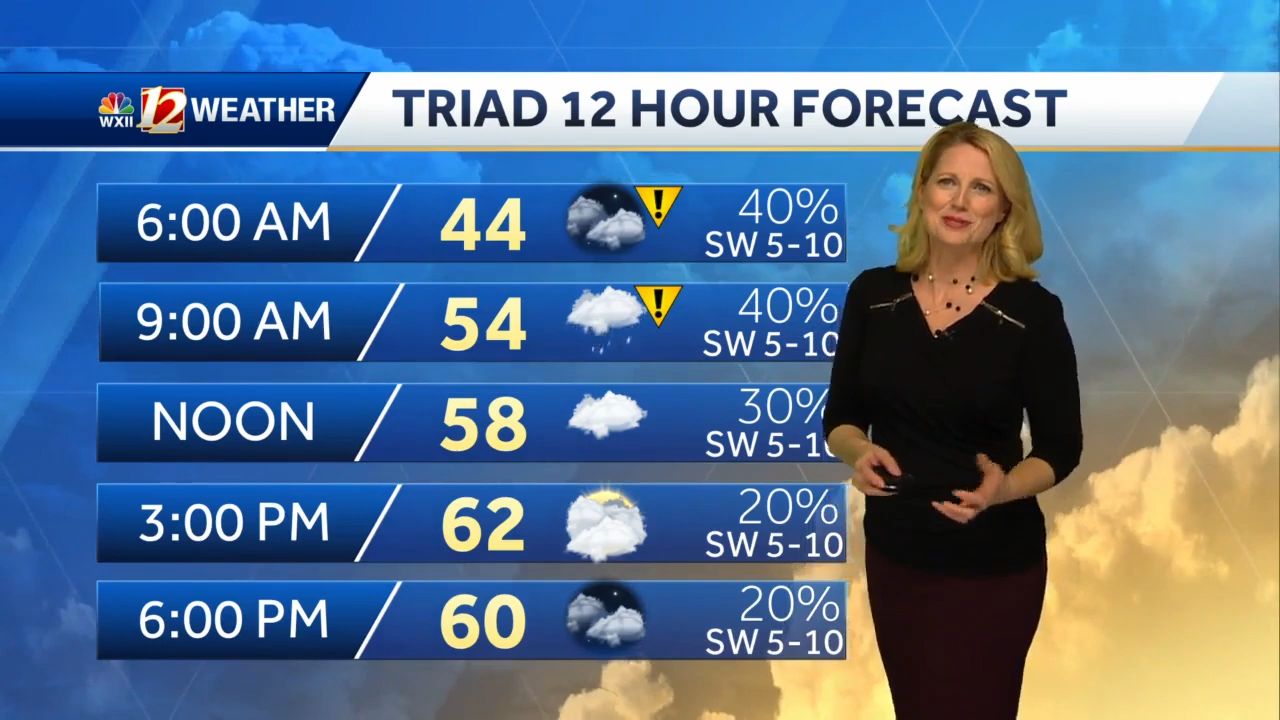 WXII 12 WEATHER
TRIAD 12 HOUR FORECAST
6:00 AM 44 ! 40%
SW 5-10
9:00 AM 54 ! 40%
SW 5-10
NOON 58 30%
SW 5-10
3:00 PM 62 20%
SW 5-10
6:00 PM 60 20%
SW 5-10